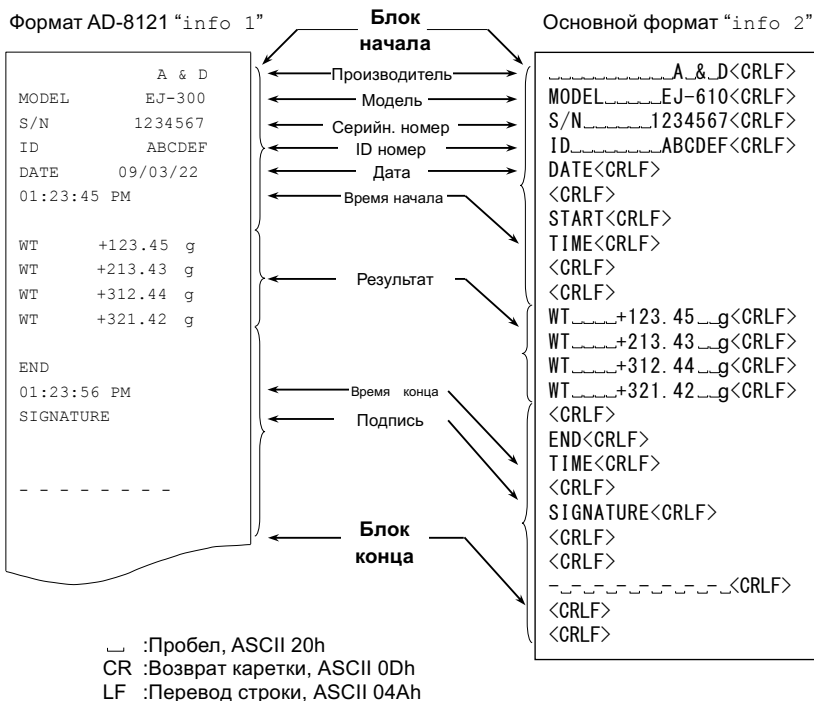 Формат AD-8121 “info 1”
Блок начала
Основной формат “info 2”
A & D
MODEL EJ-300
S/N 1234567
ID ABCDEF
DATE 09/03/22
01:23:45 PM
WT +123.45 g
WT +213.43 g
WT +312.44 g
WT +321.42 g
END
01:23:56 PM
SIGNATURE
- - - - - - - -
Производитель
Модель
Серийн. номер
ID номер
Дата
Время начала
Результат
Время конца
Подпись
Блок
конца
␣␣␣␣␣␣␣␣␣␣␣A␣&␣D<CRLF>
MODEL␣␣␣␣␣EJ-610<CRLF>
S/N␣␣␣␣␣␣1234567<CRLF>
ID␣␣␣␣␣␣␣␣ABCDEF<CRLF>
DATE<CRLF>
<CRLF>
START<CRLF>
TIME<CRLF>
<CRLF>
<CRLF>
WT␣␣␣␣+123.45␣␣g<CRLF>
WT␣␣␣␣+213.43␣␣g<CRLF>
WT␣␣␣␣+312.44␣␣g<CRLF>
WT␣␣␣␣+321.42␣␣g<CRLF>
<CRLF>
END<CRLF>
TIME<CRLF>
<CRLF>
SIGNATURE<CRLF>
<CRLF>
<CRLF>
-␣-␣-␣-␣-␣-␣-␣-␣<CRLF>
<CRLF>
<CRLF>
␣ :Пробел, ASCII 20h
CR :Возврат каретки, ASCII 0Dh
LF :Перевод строки, ASCII 04Ah